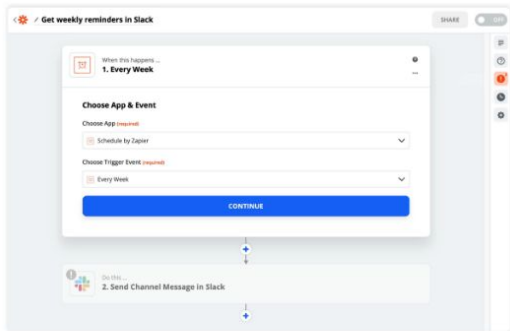 Get weekly reminders in Slack
SHARE
OFF
When this happens ...
1. Every Week
Choose App & Event
Choose App (required)
Schedule by Zapier
Choose Trigger Event (required)
Every Week
CONTINUE
Do this ...
2. Send Channel Message in Slack